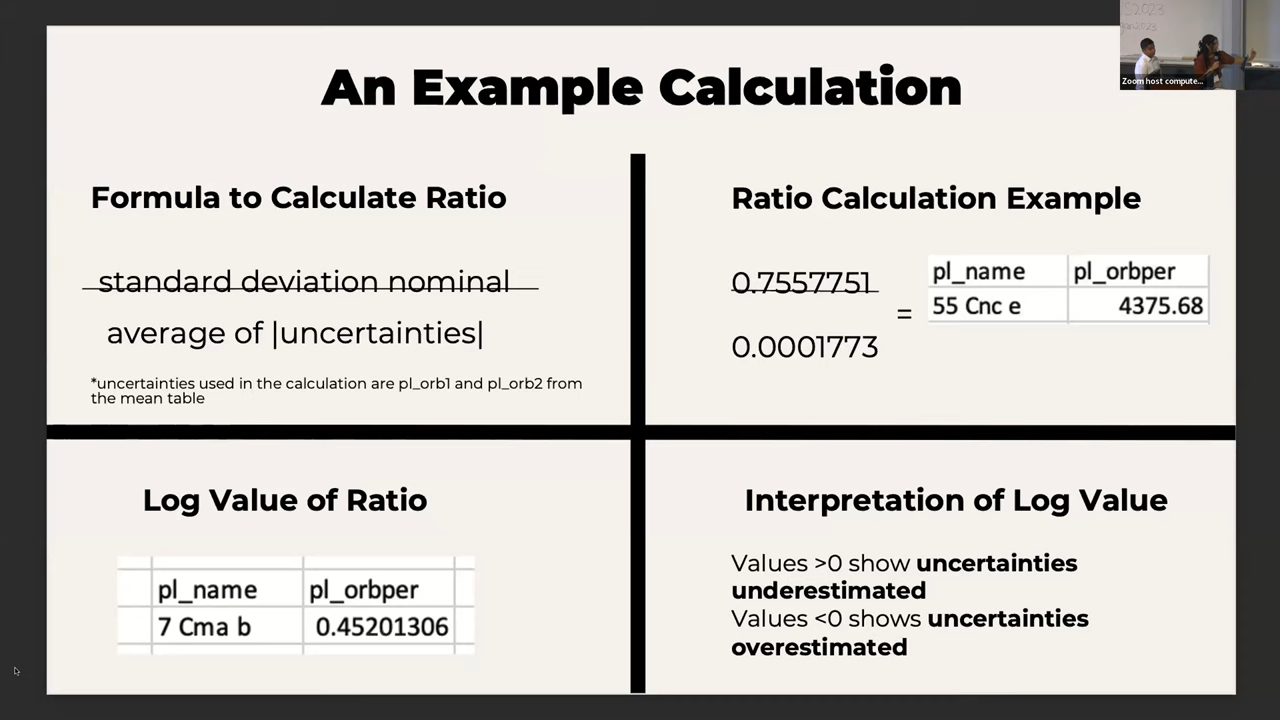 An Example Calculation
Formula to Calculate Ratio
standard deviation nominal
average of |uncertainties|
*uncertainties used in the calculation are pl_orb1 and pl_orb2 from
the mean table
Ratio Calculation Example
0.7557751
0.0001773
=
pl_name pl_orbper
55 Cnc e 4375.68
Log Value of Ratio
pl_name pl_orbper
7 Cma b 0.45201306
Interpretation of Log Value
Values >0 show uncertainties
underestimated
Values <0 shows uncertainties
overestimated
2023
Jan2023
Zoom host compute...